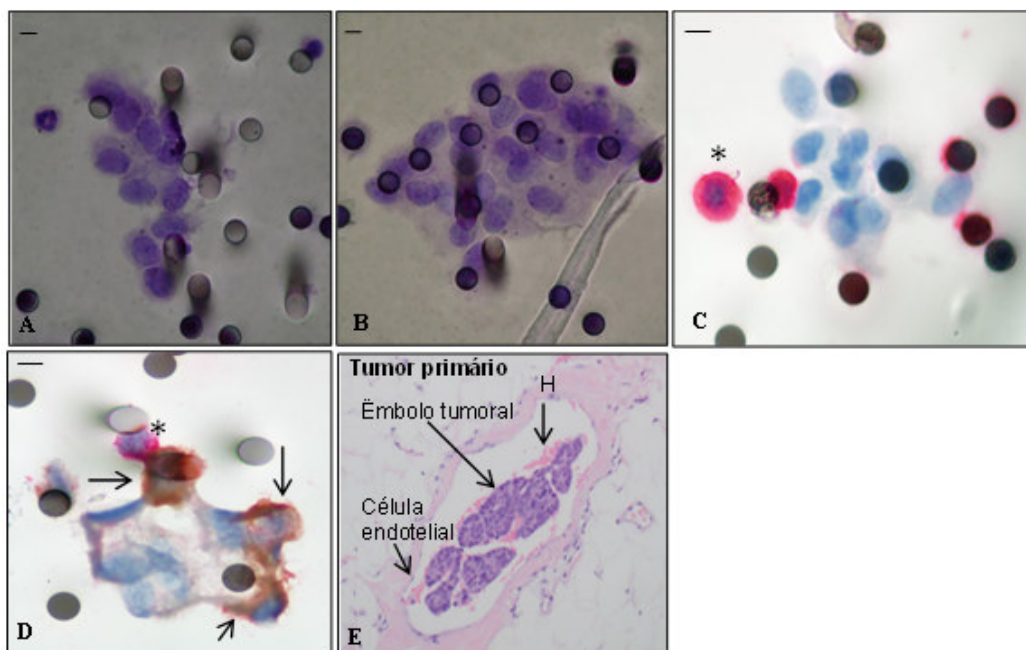 A
B
*
C
*
D
Tumor primário
H
Ëmbolo tumoral
Célula
endotelial
E